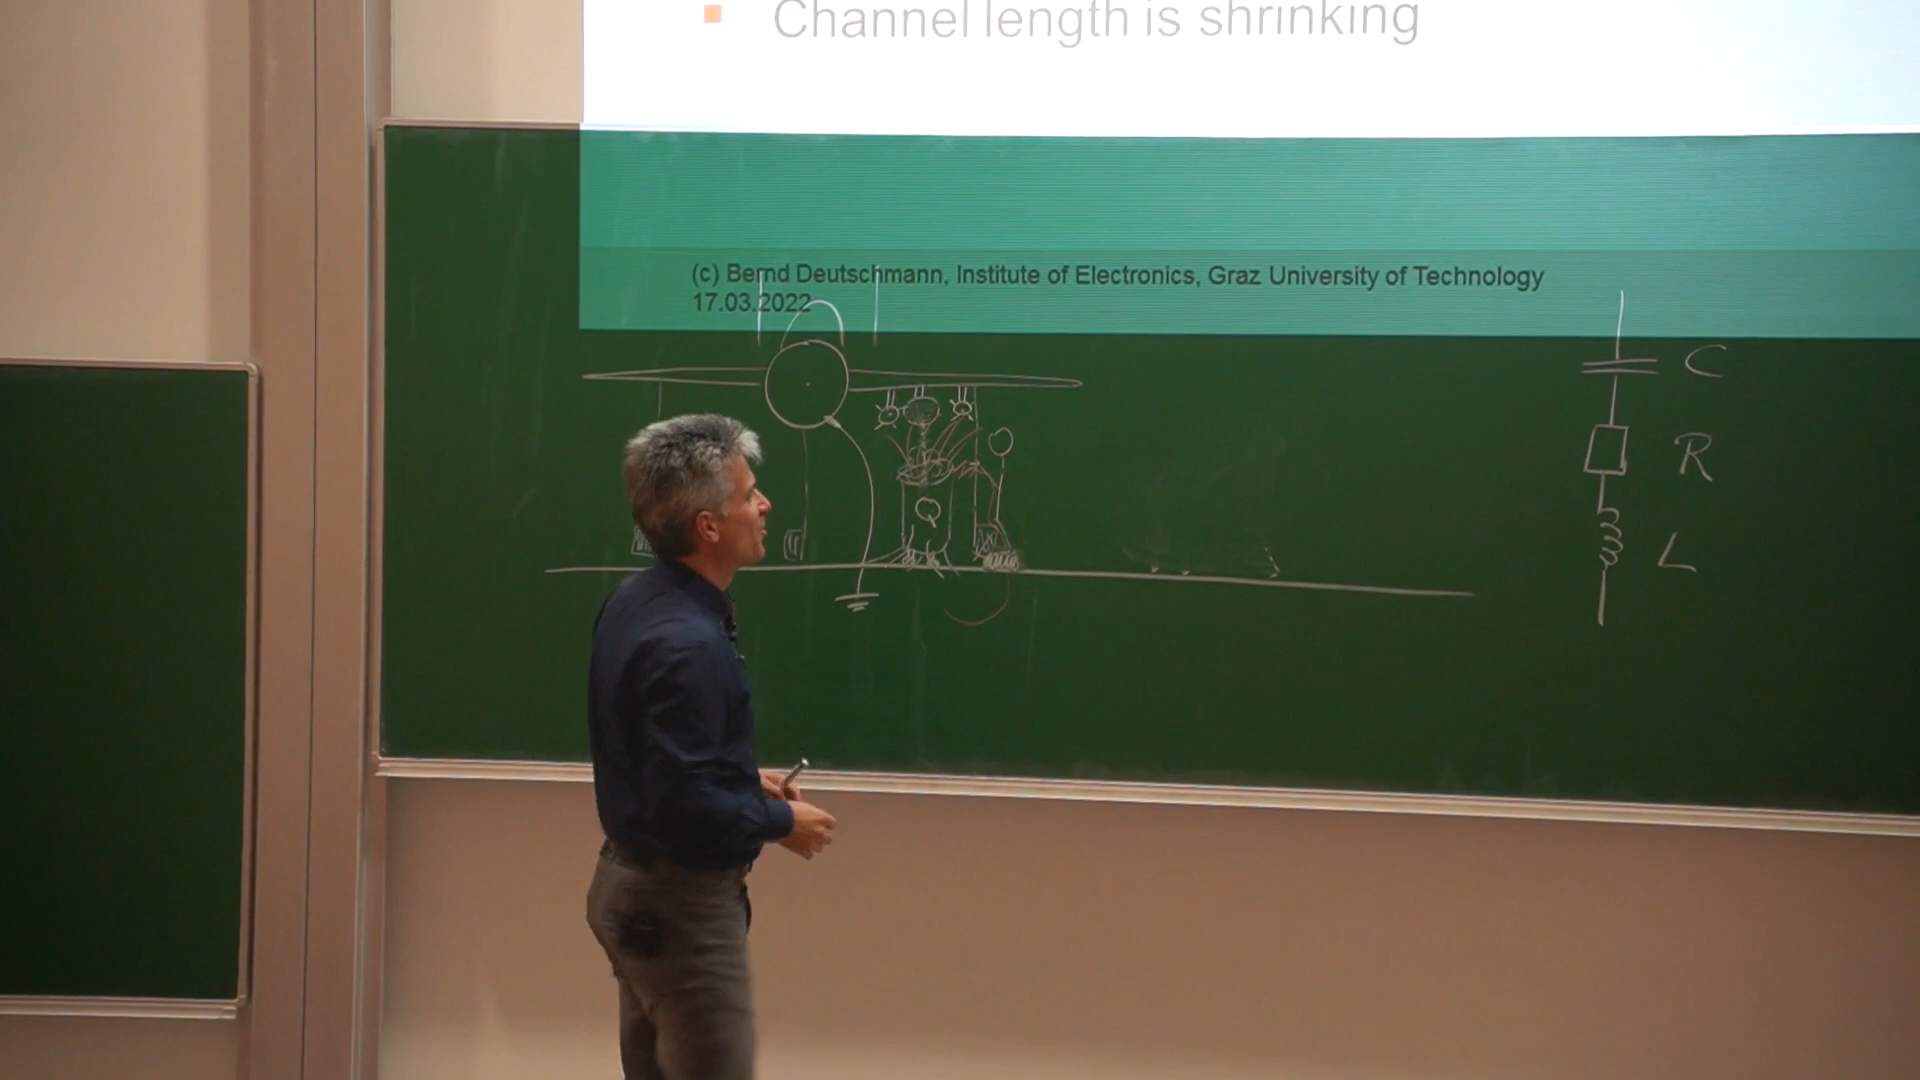 Channel length is shrinking
(c) Bernd Deutschmann, Institute of Electronics, Graz University of Technology
17.03.2022
C
R
L
Q